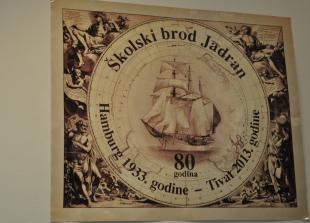 Školski brod Jadran
80
godina
Hamburg 1933. godine – Tivat 2013. godine